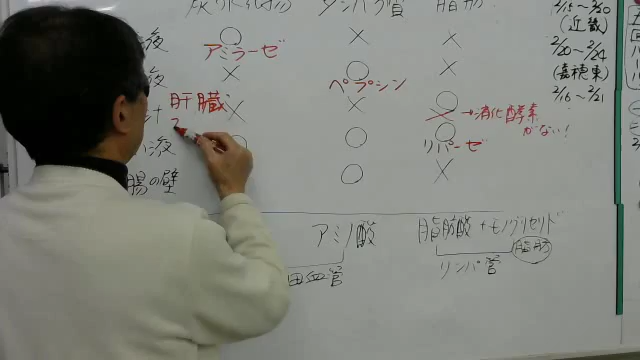 炭水化物 タンパク質 脂肪
液 ○ × ×
アミラーゼ
液 × ○ ×
ペプシン
汁 × × ○
肝臓
× →消化酵素がない!
液 ○ ○ ○
リパーゼ
腸の壁 ○ ×
アミノ酸 脂肪酸+モノグリセリド
脂肪
毛細血管 リンパ管
2/15~2/20
(近畿)
2/20~2/24
(嘉穂東)
2/16~2/21